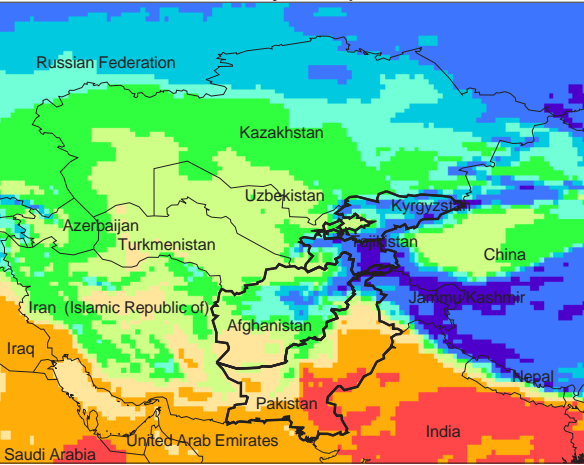 Russian Federation
Kazakhstan
Uzbekistan
Kyrgyzstan
Azerbaijan
Turkmenistan
Tajikistan
China
Iran (Islamic Republic of)
Jammu Kashmir
Afghanistan
Iraq
Nepal
Pakistan
India
United Arab Emirates
Saudi Arabia